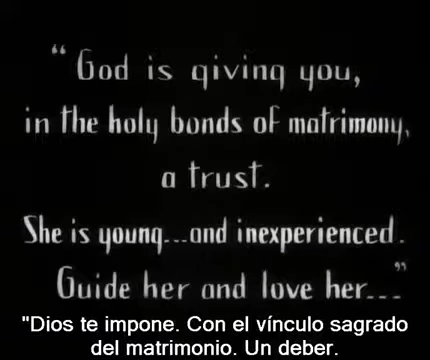 “God is giving you,
in the holy bonds of matrimony,
a trust.
She is young...and inexperienced.
Guide her and love her...”
"Dios te impone. Con el vínculo sagrado
del matrimonio. Un deber.